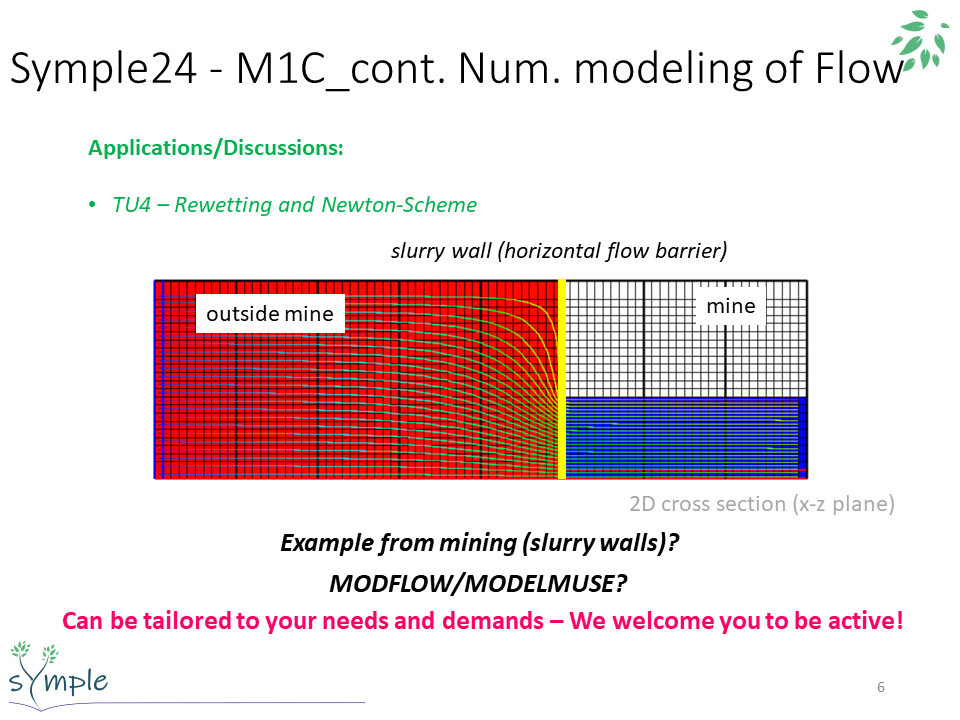 Symple24 - M1C_cont. Num. modeling of Flow
Applications/Discussions:
• TU4 – Rewetting and Newton-Scheme
slurry wall (horizontal flow barrier)
outside mine
mine
2D cross section (x-z plane)
Example from mining (slurry walls)?
MODFLOW/MODELMUSE?
Can be tailored to your needs and demands – We welcome you to be active!
sYmple
6